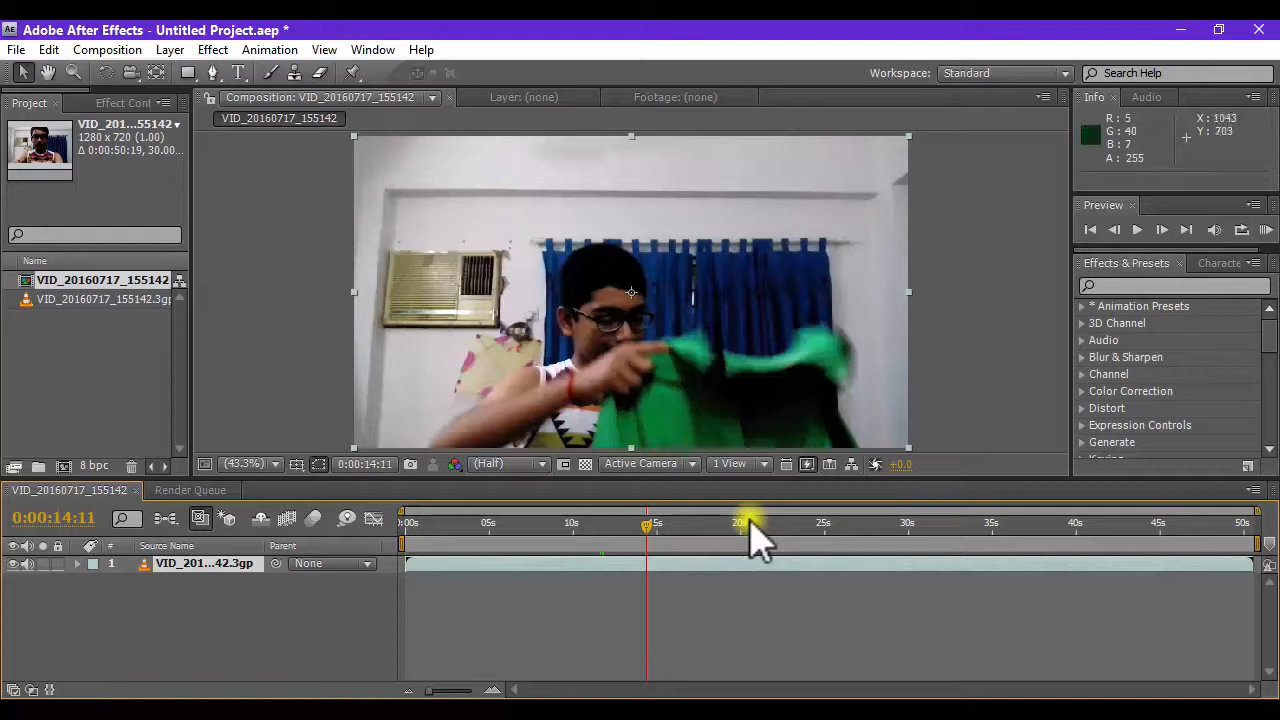 Adobe After Effects - Untitled Project.aep *
File Edit Composition Layer Effect Animation View Window Help
Workspace: Standard Search Help
Project Effect Con
VID_201...55142
1280 x 720 (1.00)
Δ 0:00:50:19, 30.00...
Name
VID_20160717_155142
VID_20160717_155142.3gp
8 bpc
Composition: VID_20160717_155142 Layer: (none) Footage: (none)
VID_20160717_155142
(43.3%) 0:00:14:11 (Half) Active Camera 1 View +0.0
Info Audio
R : 5
G : 40
B : 7
A : 255
X : 1043
Y : 703
Preview
Effects & Presets Characte
* Animation Presets
3D Channel
Audio
Blur & Sharpen
Channel
Color Correction
Distort
Expression Controls
Generate
VID_20160717_155142 Render Queue
0:00:14:11
0:00s 05s 10s 15s 20s 25s 30s 35s 40s 45s 50s
# Source Name Parent
1 VID_201...42.3gp None